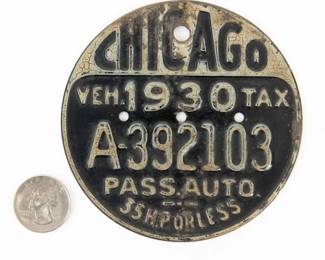 CHICAGO
VEH. 1930 TAX
A-392103
PASS. AUTO.
35 H.P. OR LESS